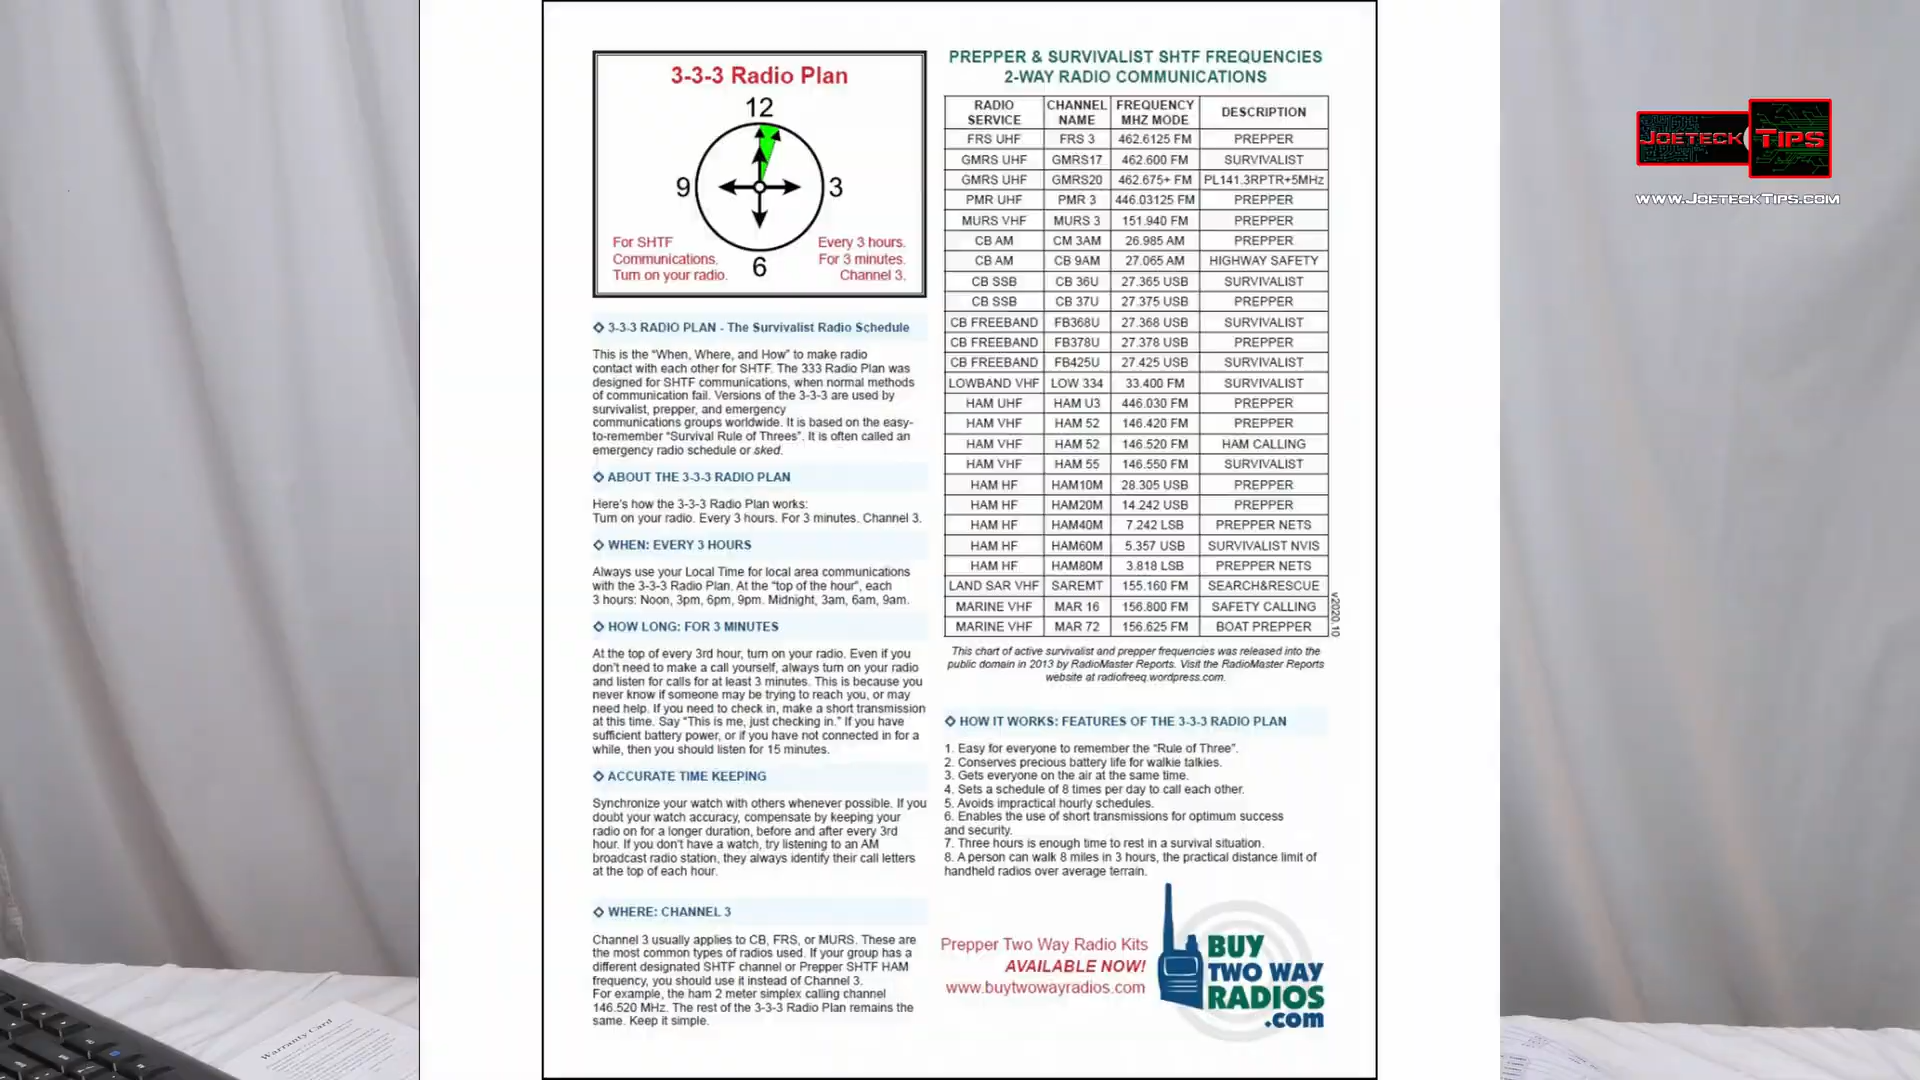 3-3-3 Radio Plan
12
9
3
6
For SHTF
Communications.
Turn on your radio.
Every 3 hours.
For 3 minutes.
Channel 3.
3-3-3 RADIO PLAN - The Survivalist Radio Schedule
This is the “When, Where, and How” to make radio
contact with each other for SHTF. The 333 Radio Plan was
designed for SHTF communications, when normal methods
of communication fail. Versions of the 3-3-3 are used by
survivalist, prepper, and emergency
communications groups worldwide. It is based on the easy-
to-remember “Survival Rule of Threes”. It is often called an
emergency radio schedule or sked.
ABOUT THE 3-3-3 RADIO PLAN
Here's how the 3-3-3 Radio Plan works:
Turn on your radio. Every 3 hours. For 3 minutes. Channel 3.
WHEN: EVERY 3 HOURS
Always use your Local Time for local area communications
with the 3-3-3 Radio Plan. At the “top of the hour”, each
3 hours: Noon, 3pm, 6pm, 9pm. Midnight, 3am, 6am, 9am.
HOW LONG: FOR 3 MINUTES
At the top of every 3rd hour, turn on your radio. Even if you
don't need to make a call yourself, always turn on your radio
and listen for calls for at least 3 minutes. This is because you
never know if someone may be trying to reach you, or may
need help. If you need to check in, make a short transmission
at this time. Say “This is me, just checking in.” If you have
sufficient battery power, or if you have not connected in for a
while, then you should listen for 15 minutes.
ACCURATE TIME KEEPING
Synchronize your watch with others whenever possible. If you
doubt your watch accuracy, compensate by keeping your
radio on for a longer duration, before and after every 3rd
hour. If you don't have a watch, try listening to an AM
broadcast radio station, they always identify their call letters
at the top of each hour.
WHERE: CHANNEL 3
Channel 3 usually applies to CB, FRS, or MURS. These are
the most common types of radios used. If your group has a
different designated SHTF channel or Prepper SHTF HAM
frequency, you should use it instead of Channel 3.
For example, the ham 2 meter simplex calling channel
146.520 MHz. The rest of the 3-3-3 Radio Plan remains the
same. Keep it simple.
PREPPER & SURVIVALIST SHTF FREQUENCIES
2-WAY RADIO COMMUNICATIONS
RADIO SERVICE CHANNEL NAME FREQUENCY MHZ MODE DESCRIPTION
FRS UHF FRS 3 462.6125 FM PREPPER
GMRS UHF GMRS17 462.600 FM SURVIVALIST
GMRS UHF GMRS20 462.675+ FM PL141.3RPTR+5MHz
PMR UHF PMR 3 446.03125 FM PREPPER
MURS VHF MURS 3 151.940 FM PREPPER
CB AM CM 3AM 26.985 AM PREPPER
CB AM CB 9AM 27.065 AM HIGHWAY SAFETY
CB SSB CB 36U 27.365 USB SURVIVALIST
CB SSB CB 37U 27.375 USB PREPPER
CB FREEBAND FB368U 27.368 USB SURVIVALIST
CB FREEBAND FB378U 27.378 USB PREPPER
CB FREEBAND FB425U 27.425 USB SURVIVALIST
LOWBAND VHF LOW 334 33.400 FM SURVIVALIST
HAM UHF HAM U3 446.030 FM PREPPER
HAM VHF HAM 52 146.420 FM PREPPER
HAM VHF HAM 52 146.520 FM HAM CALLING
HAM VHF HAM 55 146.550 FM SURVIVALIST
HAM HF HAM10M 28.305 USB PREPPER
HAM HF HAM20M 14.242 USB PREPPER
HAM HF HAM40M 7.242 LSB PREPPER NETS
HAM HF HAM60M 5.357 USB SURVIVALIST NVIS
HAM HF HAM80M 3.818 LSB PREPPER NETS
LAND SAR VHF SAREMT 155.160 FM SEARCH&RESCUE
MARINE VHF MAR 16 156.800 FM SAFETY CALLING
MARINE VHF MAR 72 156.625 FM BOAT PREPPER
v2020.10
This chart of active survivalist and prepper frequencies was released into the
public domain in 2013 by RadioMaster Reports. Visit the RadioMaster Reports
website at radiofreeq.wordpress.com.
HOW IT WORKS: FEATURES OF THE 3-3-3 RADIO PLAN
1. Easy for everyone to remember the “Rule of Three”.
2. Conserves precious battery life for walkie talkies.
3. Gets everyone on the air at the same time.
4. Sets a schedule of 8 times per day to call each other.
5. Avoids impractical hourly schedules.
6. Enables the use of short transmissions for optimum success
and security.
7. Three hours is enough time to rest in a survival situation.
8. A person can walk 8 miles in 3 hours, the practical distance limit of
handheld radios over average terrain.
Prepper Two Way Radio Kits
AVAILABLE NOW!
www.buytwowayradios.com
BUY
TWO WAY
RADIOS
.com
JOETECK TIPS
WWW.JOETECKTIPS.COM
Warranty Card